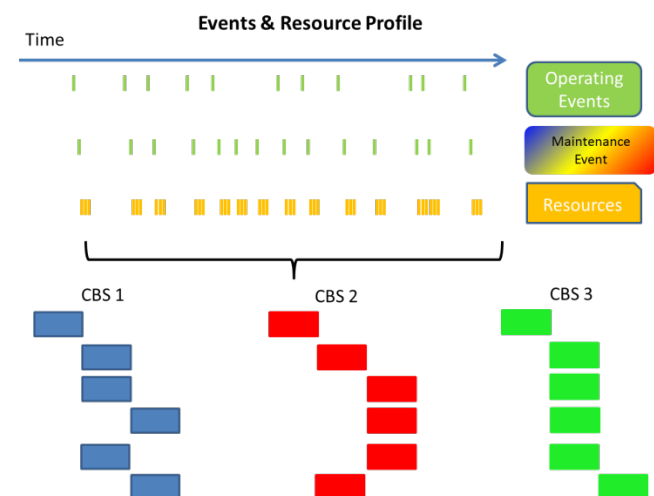 Events & Resource Profile
Time
Operating
Events
Maintenance
Event
Resources
CBS 1
CBS 2
CBS 3